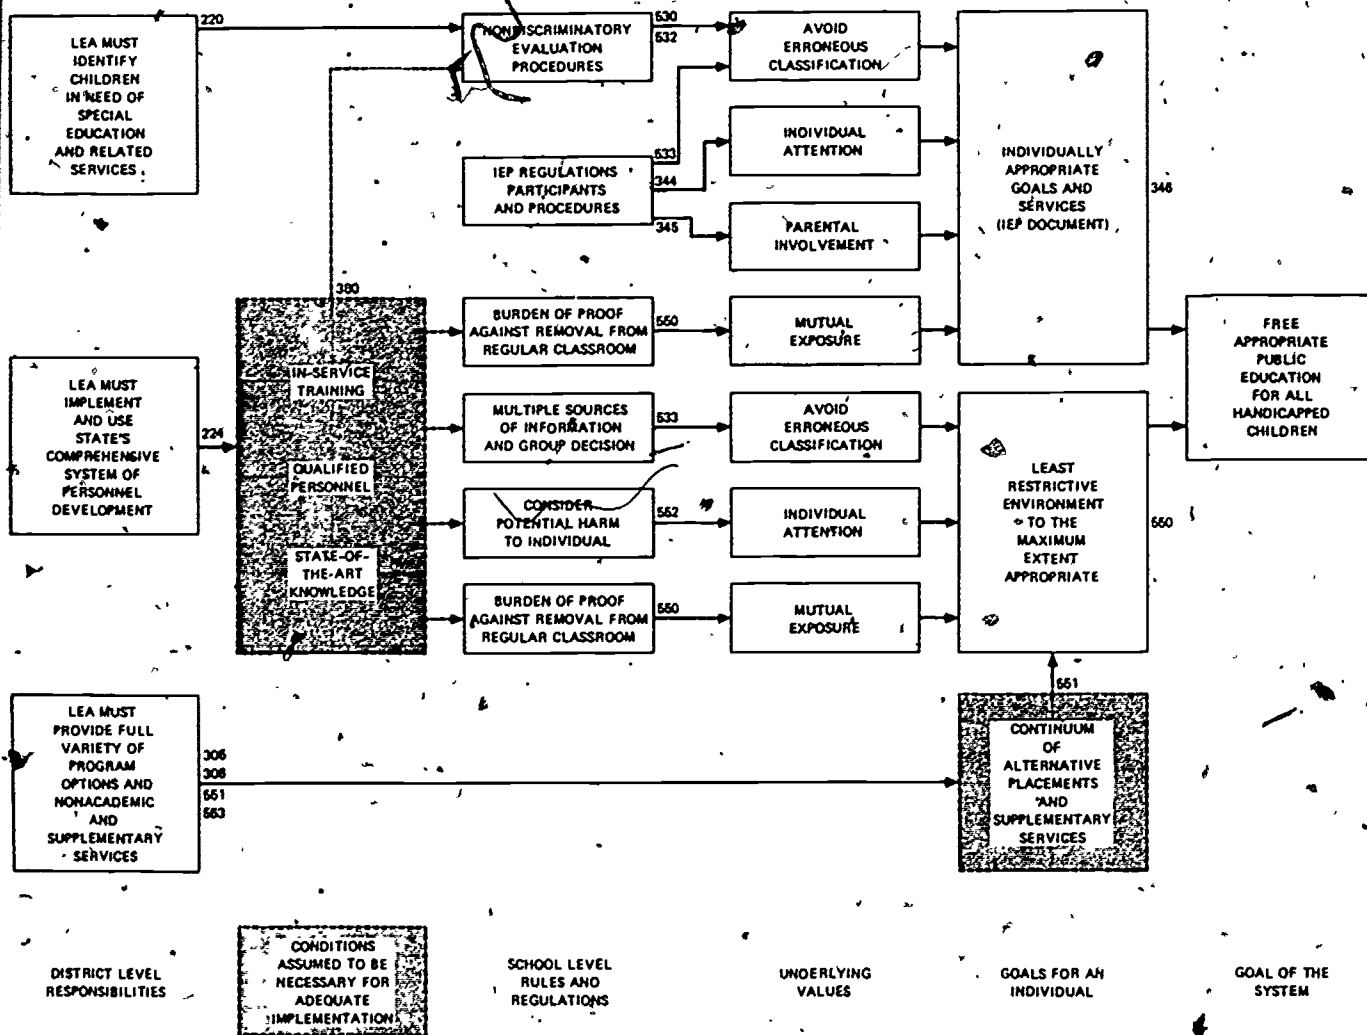 LEA MUST
IDENTIFY
CHILDREN
IN NEED OF
SPECIAL
EDUCATION
AND RELATED
SERVICES
220
NONDISCRIMINATORY
EVALUATION
PROCEDURES
530
532
AVOID
ERRONEOUS
CLASSIFICATION
IEP REGULATIONS
PARTICIPANTS
AND PROCEDURES
533
344
345
INDIVIDUAL
ATTENTION
PARENTAL
INVOLVEMENT
INDIVIDUALLY
APPROPRIATE
GOALS AND
SERVICES
(IEP DOCUMENT)
346
LEA MUST
IMPLEMENT
AND USE
STATE'S
COMPREHENSIVE
SYSTEM OF
PERSONNEL
DEVELOPMENT
224
380
IN-SERVICE
TRAINING
QUALIFIED
PERSONNEL
STATE-OF-
THE-ART
KNOWLEDGE
BURDEN OF PROOF
AGAINST REMOVAL FROM
REGULAR CLASSROOM
550
MUTUAL
EXPOSURE
MULTIPLE SOURCES
OF INFORMATION
AND GROUP DECISION
533
AVOID
ERRONEOUS
CLASSIFICATION
CONSIDER
POTENTIAL HARM
TO INDIVIDUAL
552
INDIVIDUAL
ATTENTION
BURDEN OF PROOF
AGAINST REMOVAL FROM
REGULAR CLASSROOM
550
MUTUAL
EXPOSURE
LEAST
RESTRICTIVE
ENVIRONMENT
TO THE
MAXIMUM
EXTENT
APPROPRIATE
550
FREE
APPROPRIATE
PUBLIC
EDUCATION
FOR ALL
HANDICAPPED
CHILDREN
LEA MUST
PROVIDE FULL
VARIETY OF
PROGRAM
OPTIONS AND
NONACADEMIC
AND
SUPPLEMENTARY
SERVICES
305
306
551
553
551
CONTINUUM
OF
ALTERNATIVE
PLACEMENTS
AND
SUPPLEMENTARY
SERVICES
DISTRICT LEVEL
RESPONSIBILITIES
CONDITIONS
ASSUMED TO BE
NECESSARY FOR
ADEQUATE
IMPLEMENTATION
SCHOOL LEVEL
RULES AND
REGULATIONS
UNDERLYING
VALUES
GOALS FOR AN
INDIVIDUAL
GOAL OF THE
SYSTEM